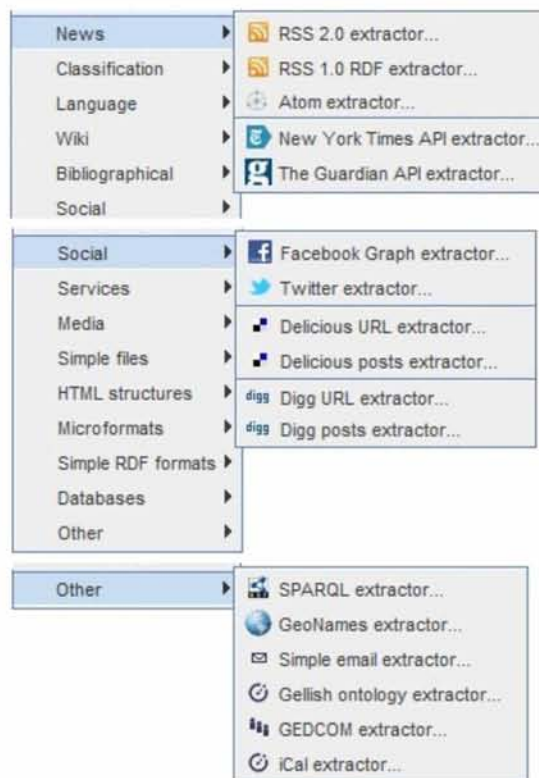 News
RSS 2.0 extractor...
Classification
RSS 1.0 RDF extractor...
Language
Atom extractor...
Wiki
New York Times API extractor...
Bibliographical
g The Guardian API extractor...
Social
Social
f Facebook Graph extractor...
Services
Twitter extractor...
Media
Delicious URL extractor...
Simple files
Delicious posts extractor...
HTML structures
digg Digg URL extractor...
Microformats
digg Digg posts extractor...
Simple RDF formats
Databases
Other
Other
SPARQL extractor...
GeoNames extractor...
Simple email extractor...
Gellish ontology extractor...
GEDCOM extractor...
iCal extractor...